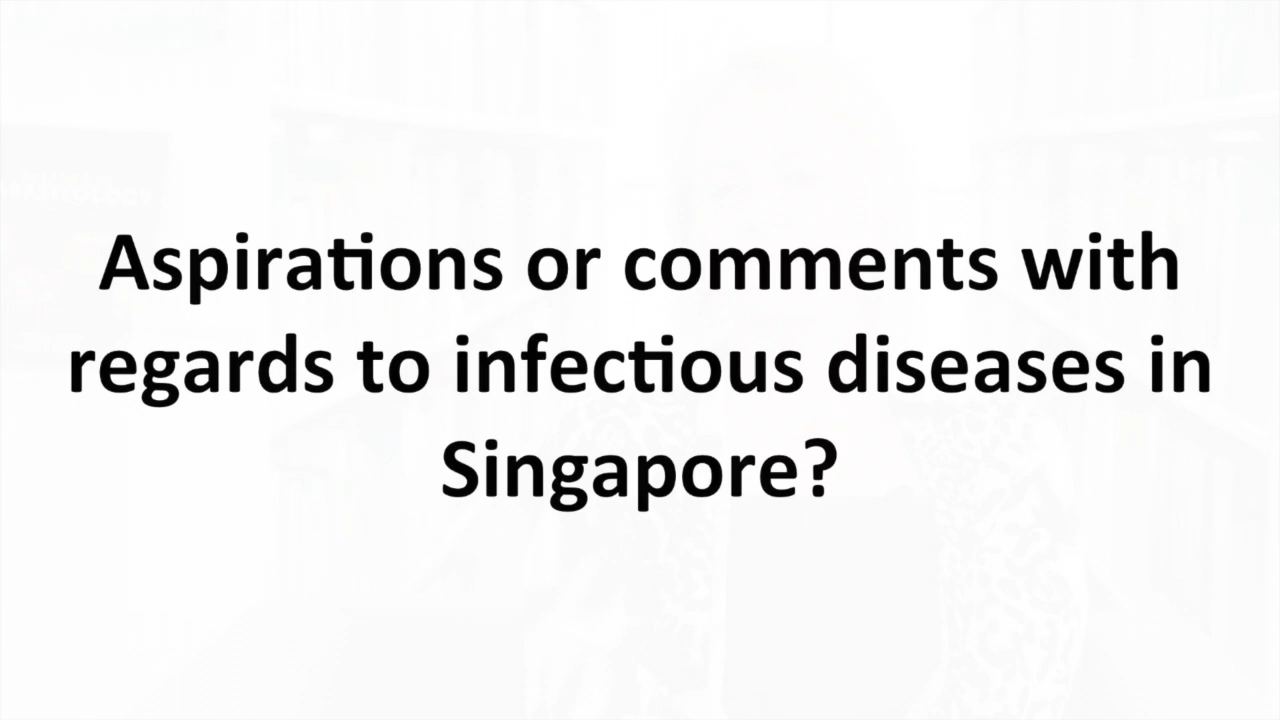 Aspirations or comments with
regards to infectious diseases in
Singapore?